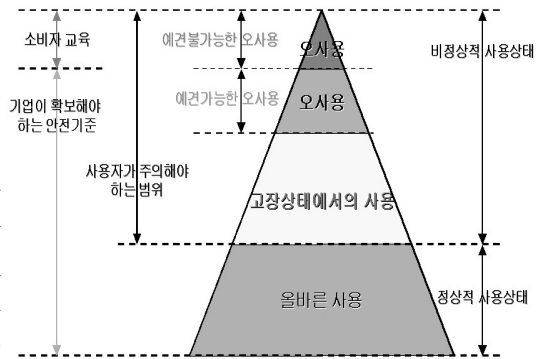 소비자 교육
예견불가능한 오사용
오사용
비정상적 사용상태
기업이 확보해야
하는 안전기준
예견가능한 오사용
오사용
사용자가 주의해야
하는 범위
고장상태에서의 사용
올바른 사용
정상적 사용상태